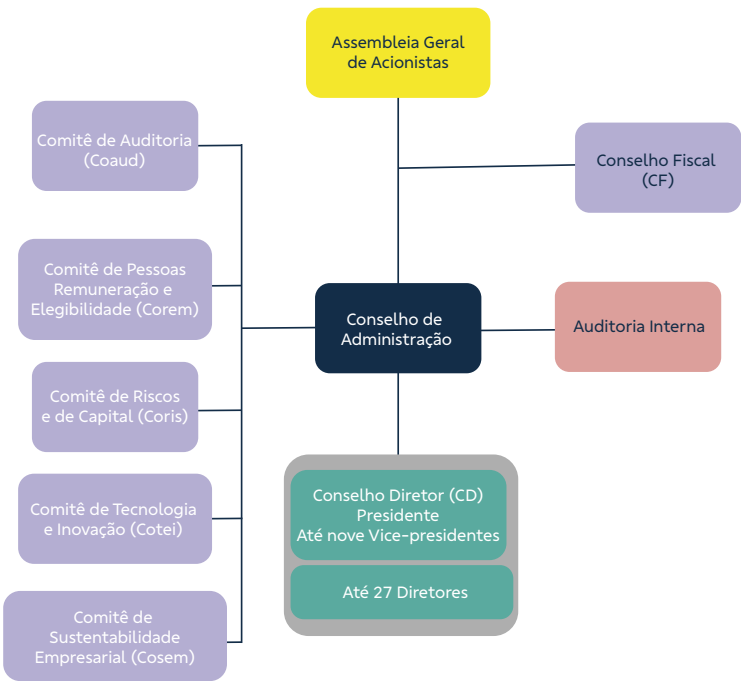 Assembleia Geral
de Acionistas
Comitê de Auditoria
(Coaud)
Conselho Fiscal
(CF)
Comitê de Pessoas
Remuneração e
Elegibilidade (Corem)
Conselho de
Administração
Auditoria Interna
Comitê de Riscos
e de Capital (Coris)
Comitê de Tecnologia
e Inovação (Cotei)
Conselho Diretor (CD)
Presidente
Até nove Vice-presidentes
Até 27 Diretores
Comitê de
Sustentabilidade
Empresarial (Cosem)